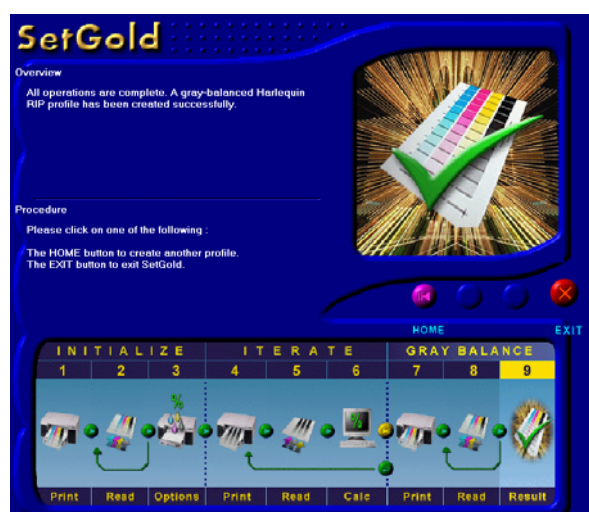 SetGold
Overview
All operations are complete. A gray-balanced Harlequin
RIP profile has been created successfully.
Procedure
Please click on one of the following :
The HOME button to create another profile.
The EXIT button to exit SetGold.
HOME EXIT
INITIALIZE ITERATE GRAY BALANCE
1 2 3 4 5 6 7 8 9
% %
Print Read Options Print Read Calc Print Read Result